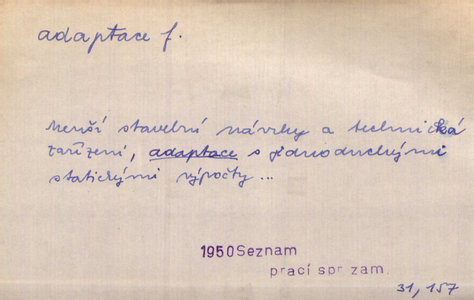 adaptace f.
Menší stavební návrhy a technická
zařízení, adaptace s jednoduchými
statickými výpočty ...
1950 Seznam
prací spr zam.
31, 157